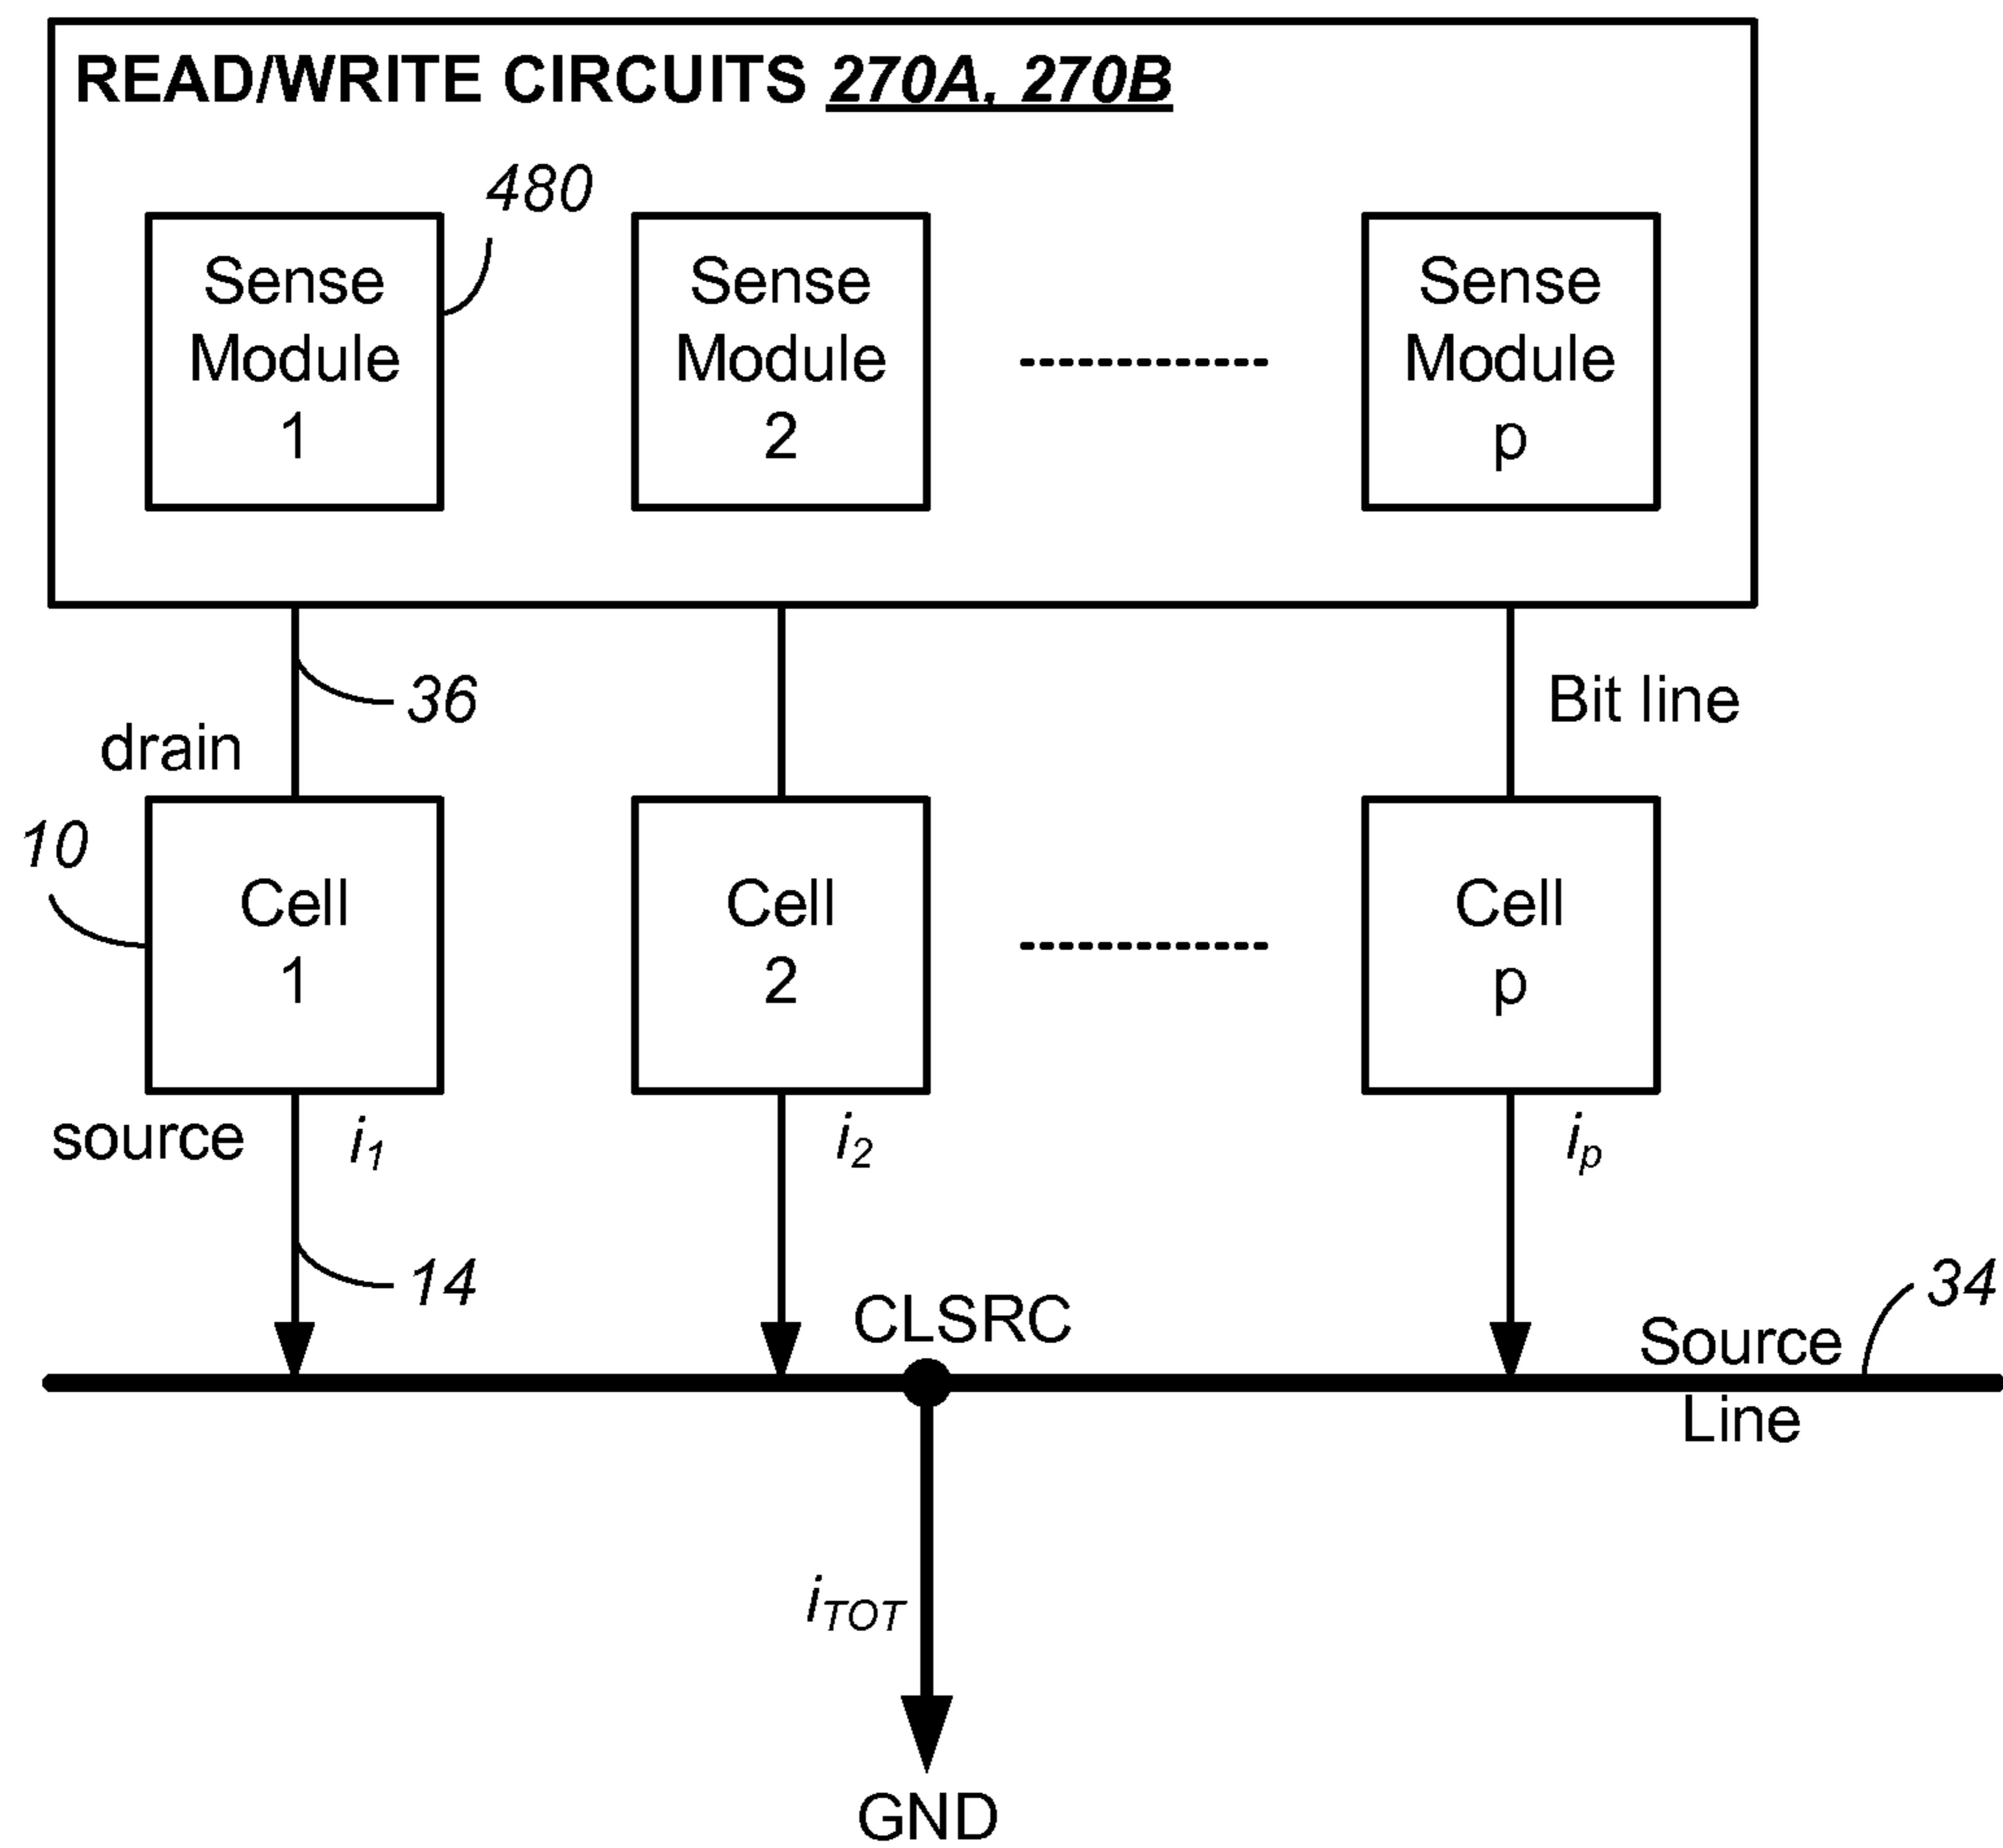 READ/WRITE CIRCUITS 270A, 270B
480
Sense
Module
1
Sense
Module
2
Sense
Module
p
36
Bit line
drain
10
Cell
1
Cell
2
Cell
p
source
i1
i2
ip
14
CLSRC
34
Source
Line
iTOT
GND